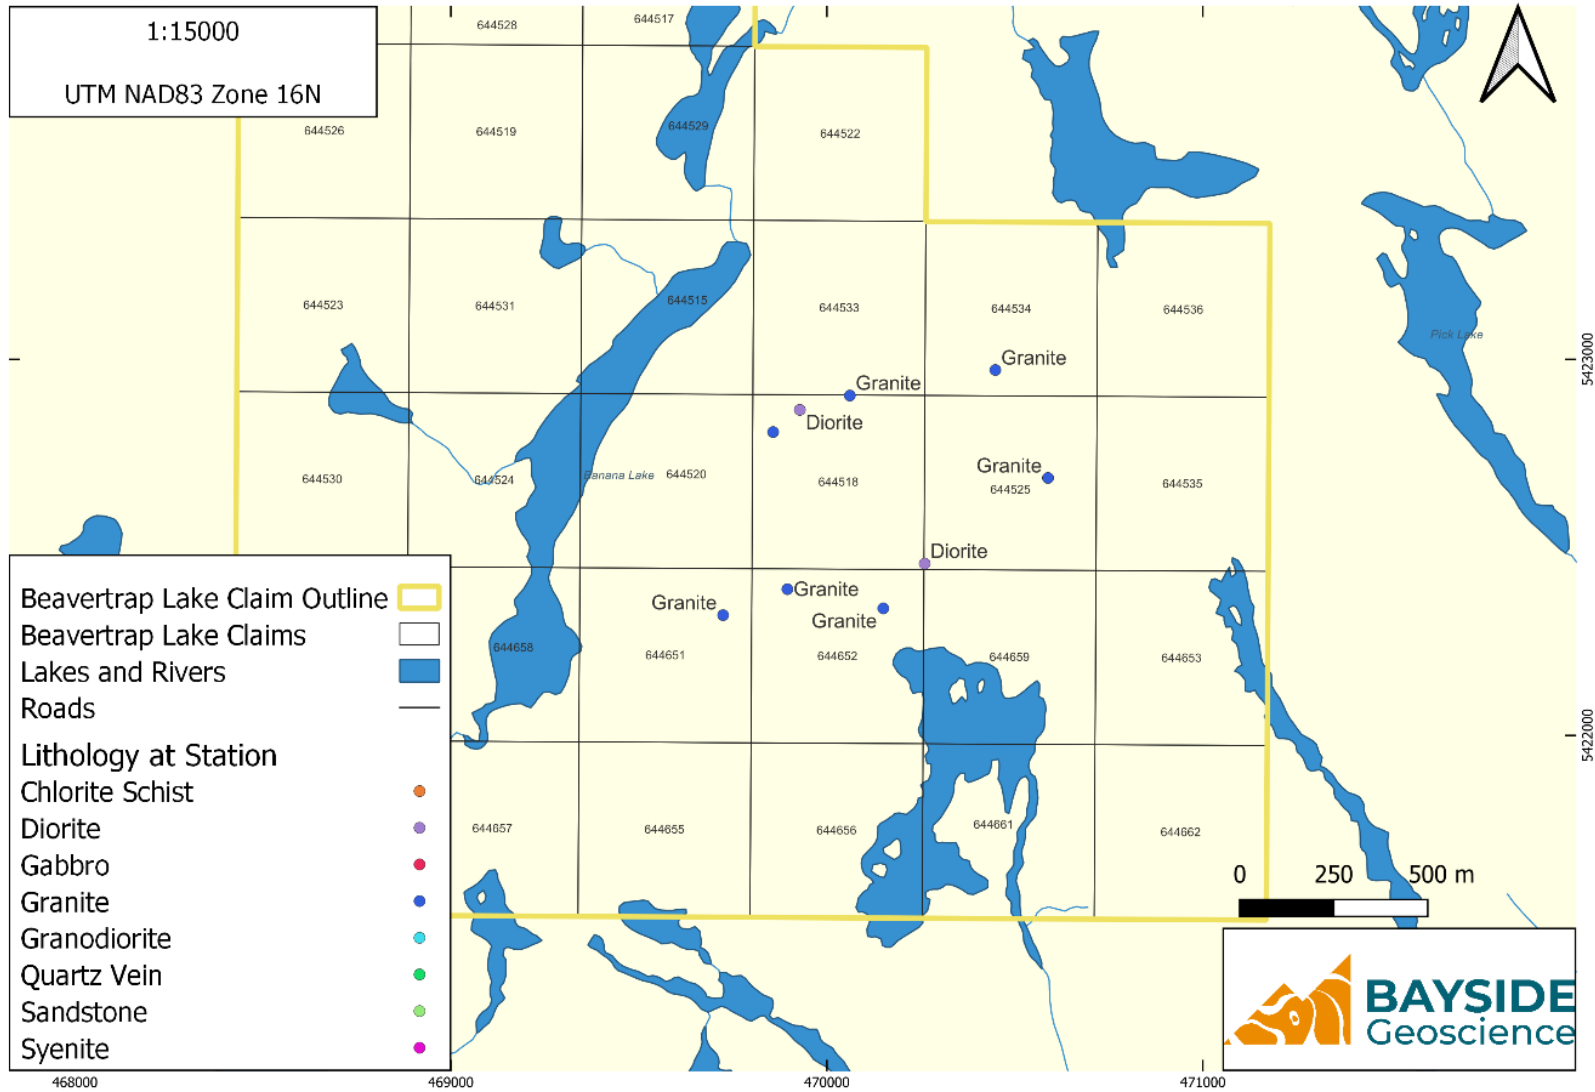 1:15000
UTM NAD83 Zone 16N
644528
644517
644526
644519
644529
644522
644523
644531
644515
644533
644534
644536
Pick Lake
5423000
Granite
Granite
Diorite
Granite
644530
644524
Banana Lake
644520
644518
644525
644535
Diorite
Granite
Granite
Granite
644658
644651
644652
644659
644653
5422000
644657
644655
644656
644661
644662
Beavertrap Lake Claim Outline
Beavertrap Lake Claims
Lakes and Rivers
Roads
Lithology at Station
Chlorite Schist
Diorite
Gabbro
Granite
Granodiorite
Quartz Vein
Sandstone
Syenite
0 250 500 m
BAYSIDE
Geoscience
468000 469000 470000 471000